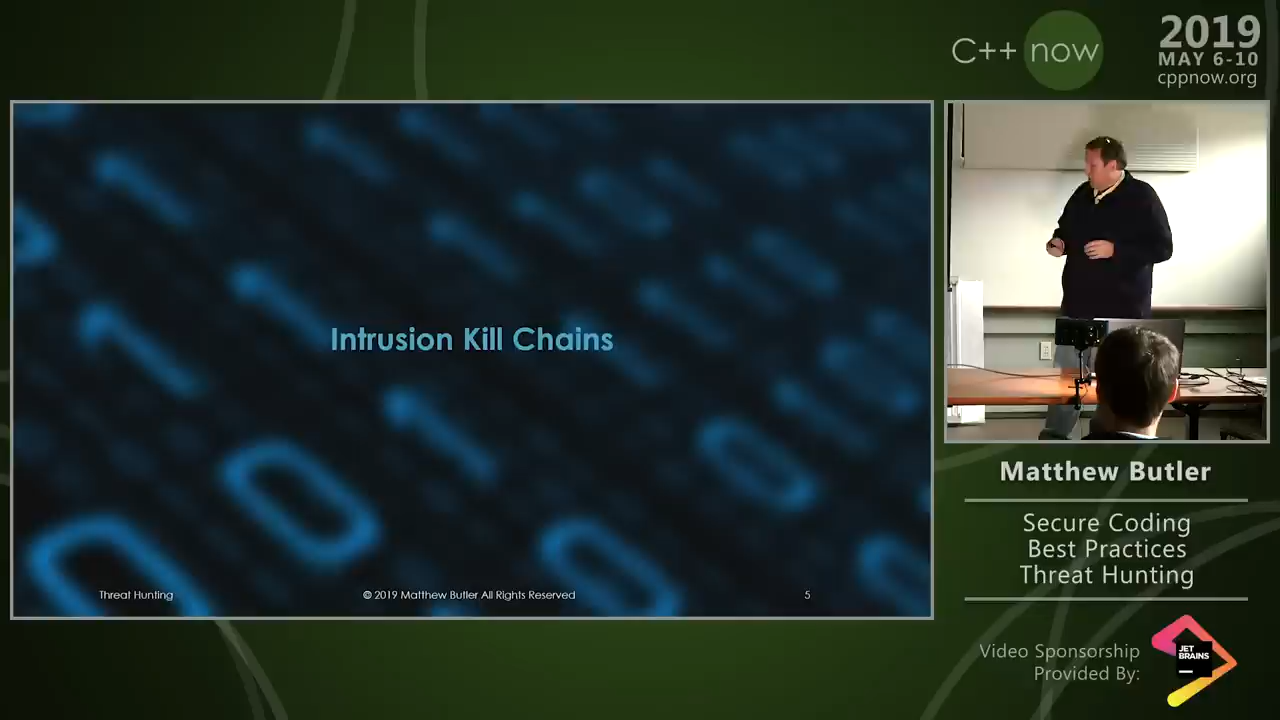 C++ now
2019
MAY 6-10
cppnow.org
Intrusion Kill Chains
Threat Hunting
© 2019 Matthew Butler All Rights Reserved
5
Matthew Butler
Secure Coding
Best Practices
Threat Hunting
Video Sponsorship
Provided By:
JET
BRAINS